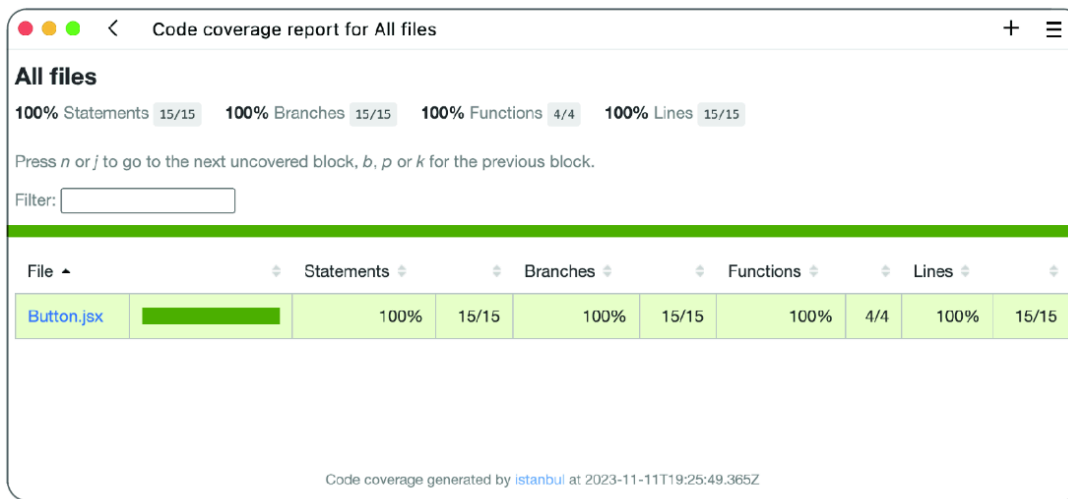 Code coverage report for All files
All files
100% Statements 15/15 100% Branches 15/15 100% Functions 4/4 100% Lines 15/15
Press n or j to go to the next uncovered block, b, p or k for the previous block.
Filter:
File Statements Branches Functions Lines
Button.jsx 100% 15/15 100% 15/15 100% 4/4 100% 15/15
Code coverage generated by istanbul at 2023-11-11T19:25:49.365Z